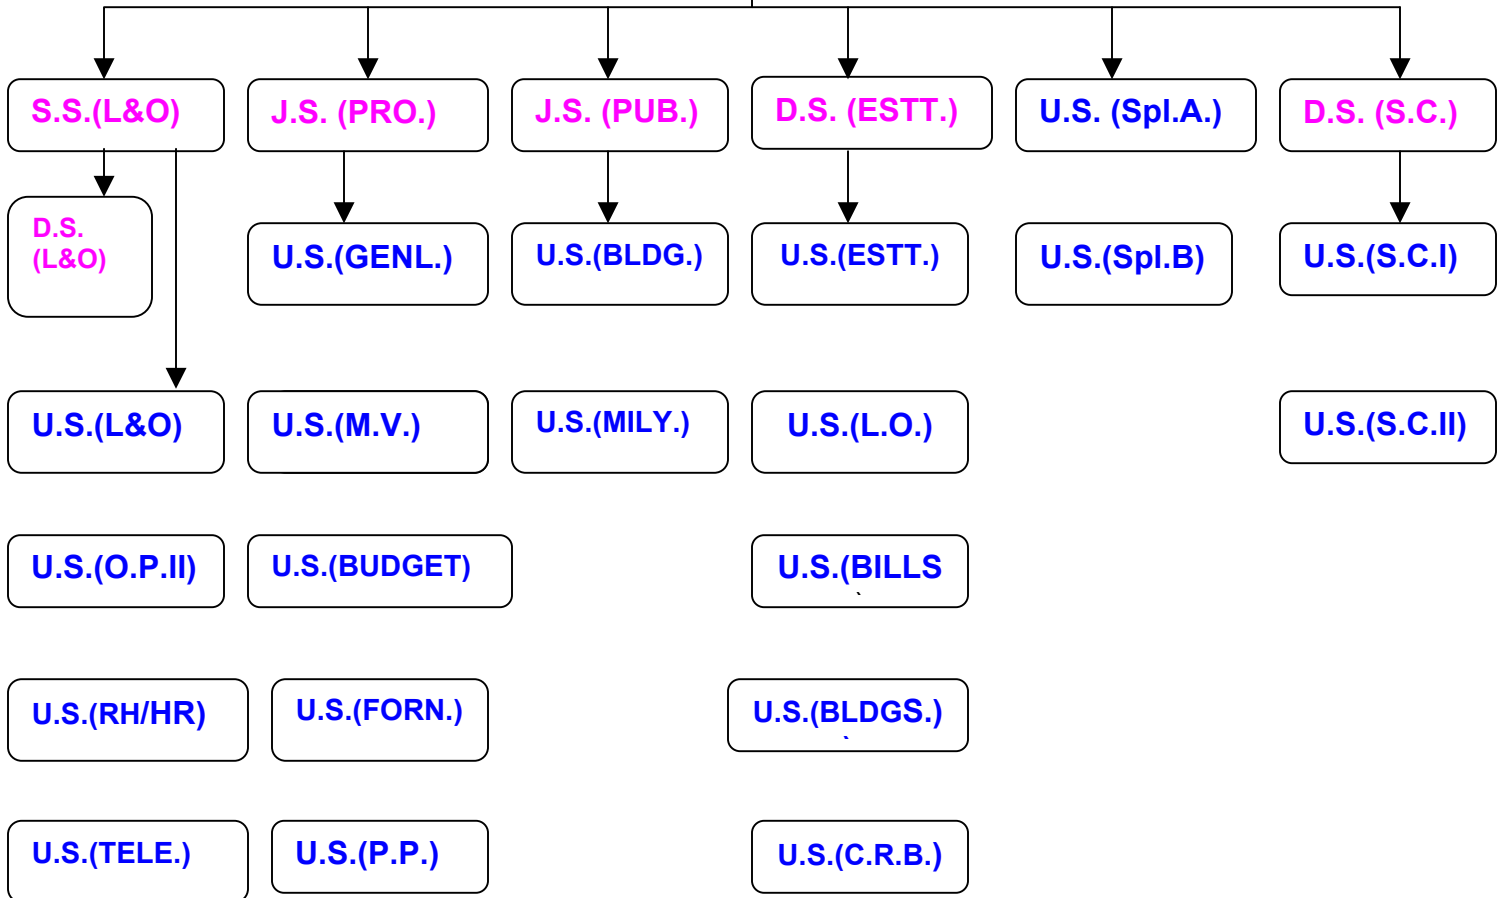 S.S.(L&O)
J.S. (PRO.)
J.S. (PUB.)
D.S. (ESTT.)
U.S. (Spl.A.)
D.S. (S.C.)
D.S.
(L&O)
U.S.(GENL.)
U.S.(BLDG.)
U.S.(ESTT.)
U.S.(Spl.B)
U.S.(S.C.I)
U.S.(L&O)
U.S.(M.V.)
U.S.(MILY.)
U.S.(L.O.)
U.S.(S.C.II)
U.S.(O.P.II)
U.S.(BUDGET)
U.S.(BILLS
U.S.(RH/HR)
U.S.(FORN.)
U.S.(BLDGS.)
U.S.(TELE.)
U.S.(P.P.)
U.S.(C.R.B.)